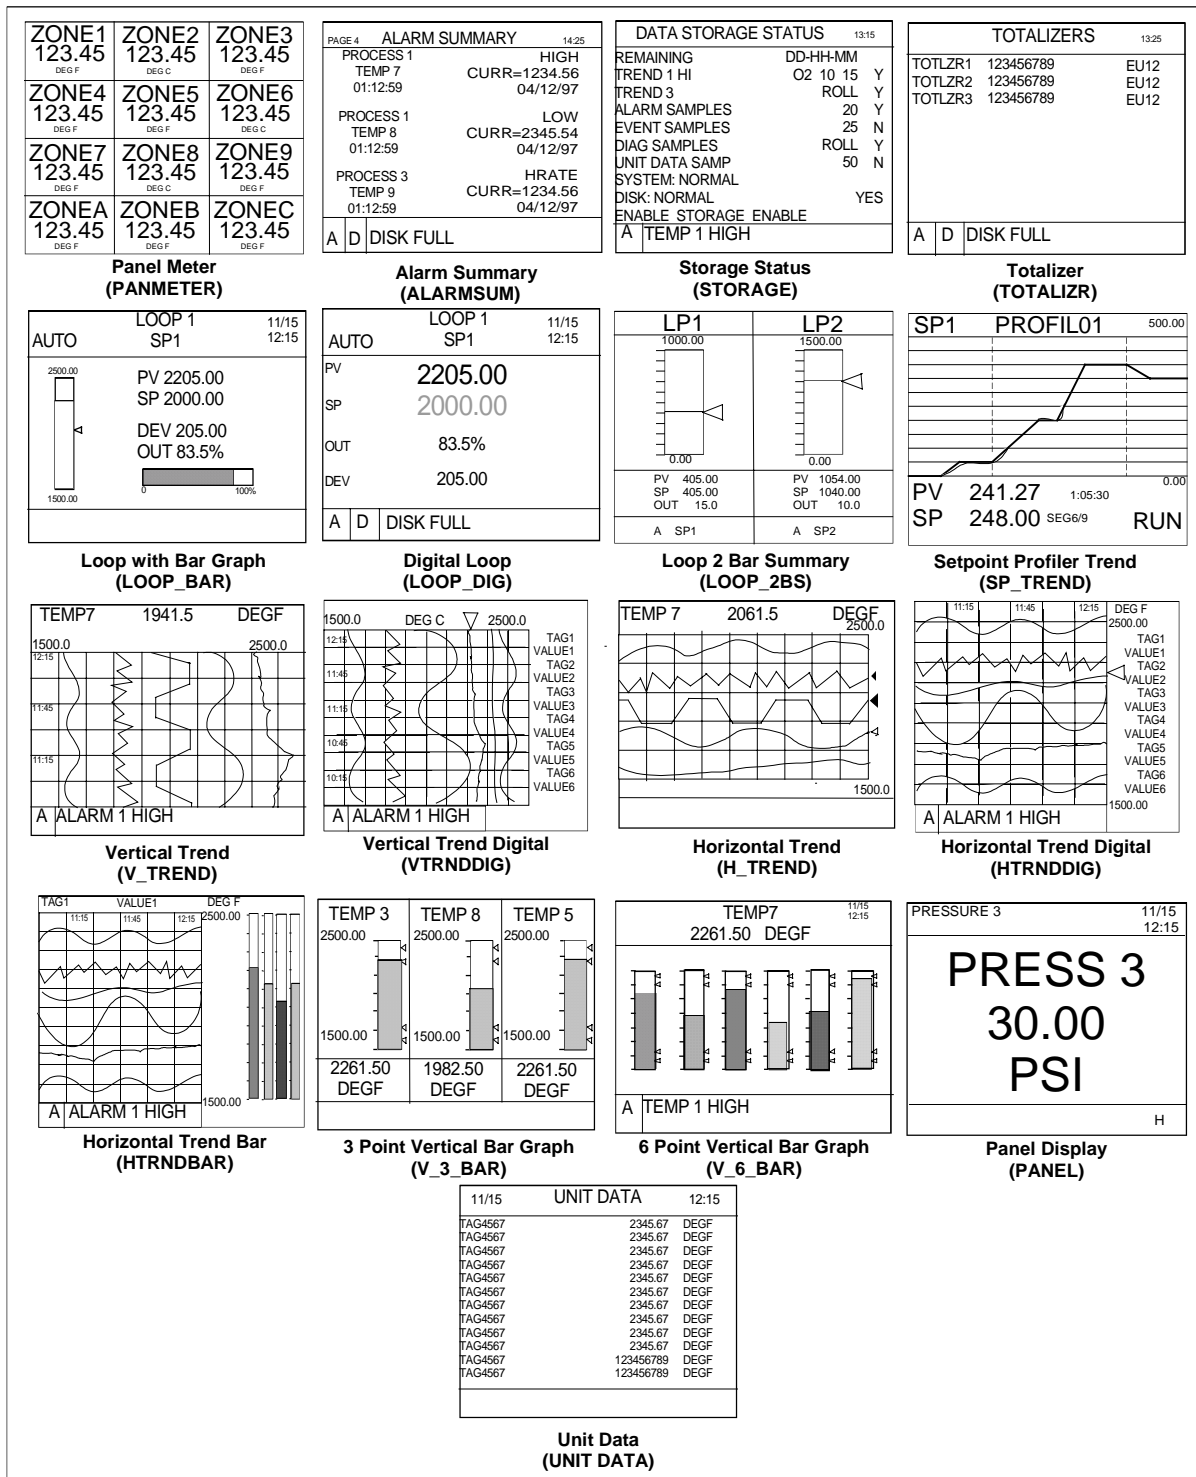 ZONE1 ZONE2 ZONE3
123.45 123.45 123.45
DEG F DEG C DEG F
ZONE4 ZONE5 ZONE6
123.45 123.45 123.45
DEG F DEG F DEG C
ZONE7 ZONE8 ZONE9
123.45 123.45 123.45
DEG F DEG C DEG F
ZONEA ZONEB ZONEC
123.45 123.45 123.45
DEG F DEG F DEG F
Panel Meter
(PANMETER)
PAGE 4 ALARM SUMMARY 14:25
PROCESS 1 HIGH
TEMP 7 CURR=1234.56
01:12:59 04/12/97
PROCESS 1 LOW
TEMP 8 CURR=2345.54
01:12:59 04/12/97
PROCESS 3 HRATE
TEMP 9 CURR=1234.56
01:12:59 04/12/97
A D DISK FULL
Alarm Summary
(ALARMSUM)
DATA STORAGE STATUS 13:15
REMAINING DD-HH-MM
TREND 1 HI O2 10 15 Y
TREND 3 ROLL Y
ALARM SAMPLES 20 Y
EVENT SAMPLES 25 N
DIAG SAMPLES ROLL Y
UNIT DATA SAMP 50 N
SYSTEM: NORMAL
DISK: NORMAL YES
ENABLE STORAGE ENABLE
A TEMP 1 HIGH
Storage Status
(STORAGE)
TOTALIZERS 13:25
TOTLZR1 123456789 EU12
TOTLZR2 123456789 EU12
TOTLZR3 123456789 EU12
A D DISK FULL
Totalizer
(TOTALIZR)
LOOP 1 11/15
AUTO SP1 12:15
2500.00
PV 2205.00
SP 2000.00
DEV 205.00
OUT 83.5%
0 100%
1500.00
Loop with Bar Graph
(LOOP_BAR)
LOOP 1 11/15
AUTO SP1 12:15
PV 2205.00
SP 2000.00
OUT 83.5%
DEV 205.00
A D DISK FULL
Digital Loop
(LOOP_DIG)
LP1 LP2
1000.00 1500.00
0.00 0.00
PV 405.00 PV 1054.00
SP 405.00 SP 1040.00
OUT 15.0 OUT 10.0
A SP1 A SP2
Loop 2 Bar Summary
(LOOP_2BS)
SP1 PROFIL01 500.00
0.00
PV 241.27 1:05:30
SP 248.00 SEG6/9 RUN
Setpoint Profiler Trend
(SP_TREND)
TEMP7 1941.5 DEGF
1500.0 2500.0
12:15
11:45
11:15
A ALARM 1 HIGH
Vertical Trend
(V_TREND)
1500.0 DEG C 2500.0
12:15
11:45
11:15
10:45
10:15
TAG1
VALUE1
TAG2
VALUE2
TAG3
VALUE3
TAG4
VALUE4
TAG5
VALUE5
TAG6
VALUE6
A ALARM 1 HIGH
Vertical Trend Digital
(VTRNDDIG)
TEMP 7 2061.5 DEGF
2500.0
1500.0
Horizontal Trend
(H_TREND)
11:15 11:45 12:15 DEG F
2500.00
TAG1
VALUE1
TAG2
VALUE2
TAG3
VALUE3
TAG4
VALUE4
TAG5
VALUE5
TAG6
VALUE6
1500.00
A ALARM 1 HIGH
Horizontal Trend Digital
(HTRNDDIG)
TAG1 VALUE1 DEG F
11:15 11:45 12:15 2500.00
1500.00
A ALARM 1 HIGH
Horizontal Trend Bar
(HTRNDBAR)
TEMP 3 TEMP 8 TEMP 5
2500.00 2500.00 2500.00
1500.00 1500.00 1500.00
2261.50 1982.50 2261.50
DEGF DEGF DEGF
3 Point Vertical Bar Graph
(V_3_BAR)
TEMP7 11/15
12:15
2261.50 DEGF
A TEMP 1 HIGH
6 Point Vertical Bar Graph
(V_6_BAR)
PRESSURE 3 11/15
12:15
PRESS 3
30.00
PSI
H
Panel Display
(PANEL)
11/15 UNIT DATA 12:15
TAG4567 2345.67 DEGF
TAG4567 2345.67 DEGF
TAG4567 2345.67 DEGF
TAG4567 2345.67 DEGF
TAG4567 2345.67 DEGF
TAG4567 2345.67 DEGF
TAG4567 2345.67 DEGF
TAG4567 2345.67 DEGF
TAG4567 2345.67 DEGF
TAG4567 2345.67 DEGF
TAG4567 123456789 DEGF
TAG4567 123456789 DEGF
Unit Data
(UNIT DATA)